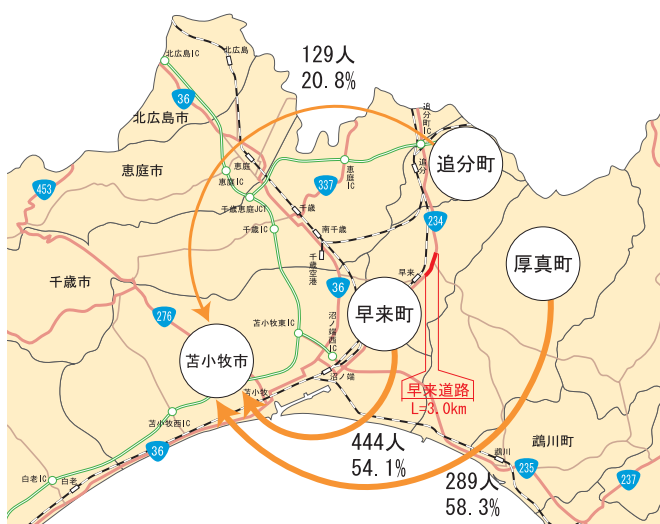 129人
20.8%
北広島IC
北広島
36
北広島市
追分町IC
追分
追分町
恵庭市
恵庭
恵庭IC
恵庭IC
337
453
千歳恵庭JCT
千歳
234
千歳IC
南千歳
千歳空港
厚真町
千歳市
早来
36
276
早来町
苫小牧東IC
沼ノ端西IC
苫小牧市
沼ノ端
苫小牧
早来道路
L=3.0km
苫小牧西IC
444人
54.1%
鵡川町
鵡川
36
235
237
289人
58.3%
白老IC
白老